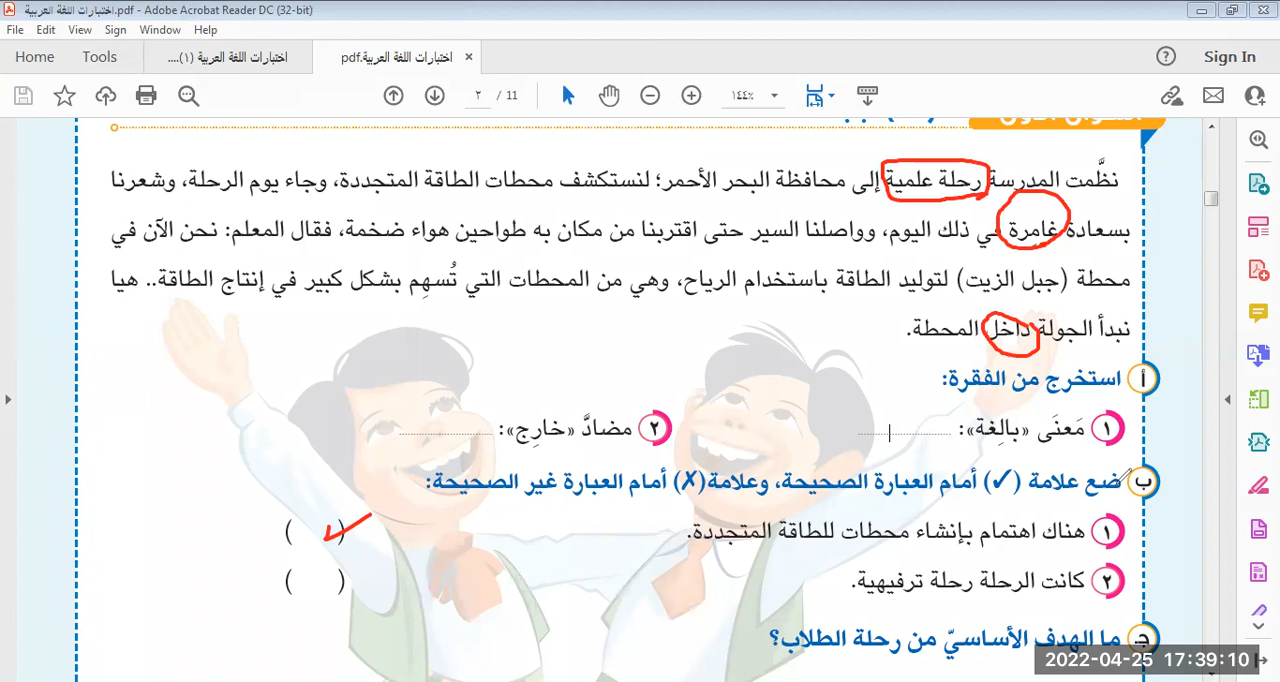 اختبارات اللغة العربية.pdf - Adobe Acrobat Reader DC (32-bit)
File Edit View Sign Window Help
Home Tools اختبارات اللغة العربية (١).... اختبارات اللغة العربية.pdf × Sign In
٢ / 11 ١٤٤٪
نظَّمت المدرسة رحلة علمية إلى محافظة البحر الأحمر؛ لنستكشف محطات الطاقة المتجددة، وجاء يوم الرحلة، وشعرنا
بسعادة غامِرة في ذلك اليوم، وواصلنا السير حتى اقتربنا من مكان به طواحين هواء ضخمة، فقال المعلم: نحن الآن في
محطة (جبل الزيت) لتوليد الطاقة باستخدام الرياح، وهي من المحطات التي تُسهِم بشكل كبير في إنتاج الطاقة.. هيا
نبدأ الجولة داخل المحطة.
أ استخرج من الفقرة:
١ مَعنَى «بالِغة»: .................... ٢ مضادَّ «خارِج»: ....................
ب ضع علامة (✓) أمام العبارة الصحيحة، وعلامة(✗) أمام العبارة غير الصحيحة:
١ هناك اهتمام بإنشاء محطات للطاقة المتجددة. ( ✓ )
٢ كانت الرحلة رحلة ترفيهية. ( )
جـ ما الهدف الأساسيّ من رحلة الطلاب؟
2022-04-25 17:39:10